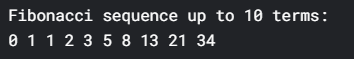 Fibonacci sequence up to 10 terms:
0 1 1 2 3 5 8 13 21 34